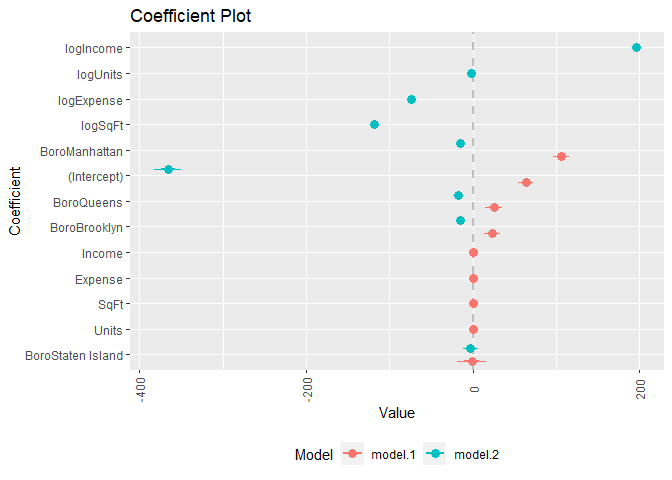 Coefficient Plot
Coefficient
logIncome
logUnits
logExpense
logSqFt
BoroManhattan
(Intercept)
BoroQueens
BoroBrooklyn
Income
Expense
SqFt
Units
BoroStaten Island
-400
-200
0
200
Value
Model model.1 model.2